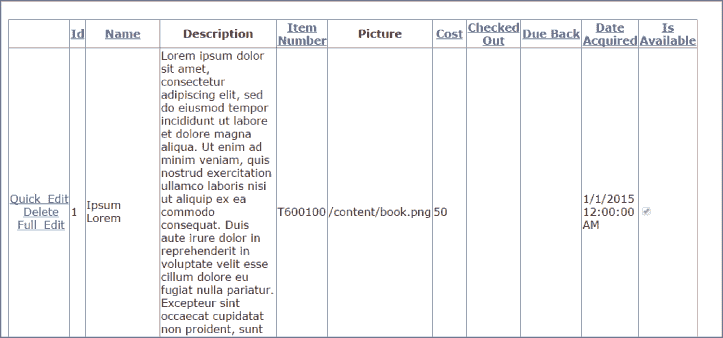 Id Name Description Item Number Picture Cost Checked Out Due Back Date Acquired Is Available
Quick Edit
Delete
Full Edit
1
Ipsum
Lorem
Lorem ipsum dolor
sit amet,
consectetur
adipiscing elit, sed
do eiusmod tempor
incididunt ut labore
et dolore magna
aliqua. Ut enim ad
minim veniam, quis
nostrud exercitation
ullamco laboris nisi
ut aliquip ex ea
commodo
consequat. Duis
aute irure dolor in
reprehenderit in
voluptate velit esse
cillum dolore eu
fugiat nulla pariatur.
Excepteur sint
occaecat cupidatat
non proident, sunt
T600100
/content/book.png
50
1/1/2015
12:00:00
AM